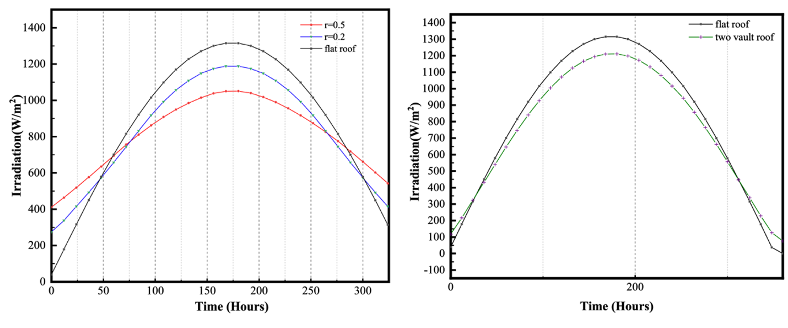 1400
1200
1000
800
600
400
200
0
Irradiation(W/m²)
r=0.5
r=0.2
flat roof
0 50 100 150 200 250 300
Time (Hours)
1400
1300
1200
1100
1000
900
800
700
600
500
400
300
200
100
0
-100
Irradiation(W/m²)
flat roof
two vault roof
0 200
Time (Hours)